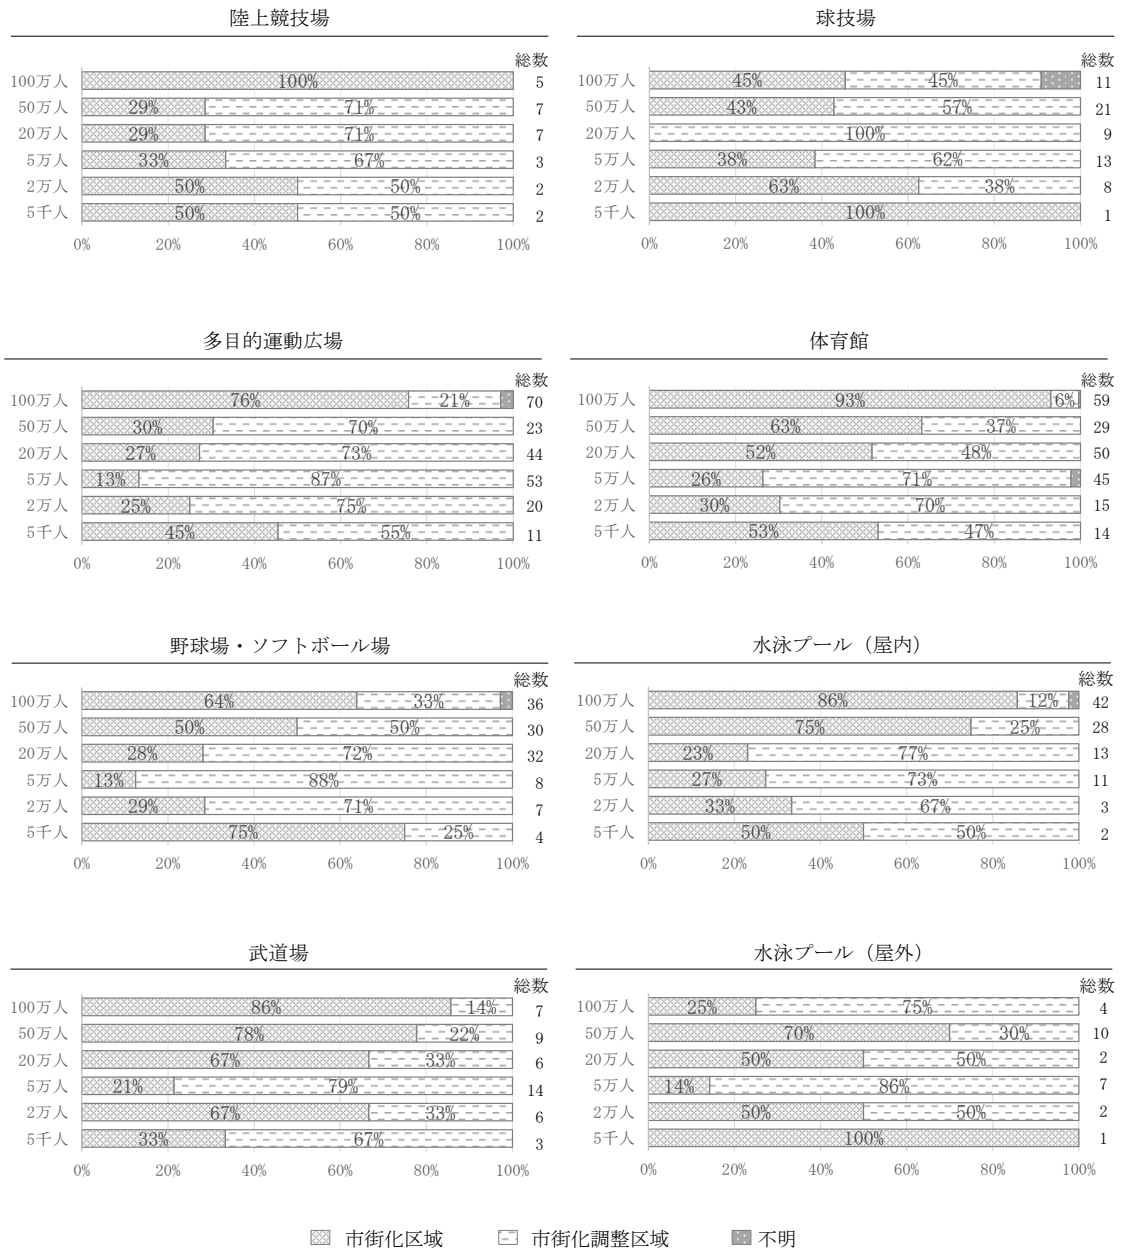 陸上競技場
総数
100万人 100% 5
50万人 29% 71% 7
20万人 29% 71% 7
5万人 33% 67% 3
2万人 50% 50% 2
5千人 50% 50% 2
0% 20% 40% 60% 80% 100%
球技場
総数
100万人 45% 45% 11
50万人 43% 57% 21
20万人 100% 9
5万人 38% 62% 13
2万人 63% 38% 8
5千人 100% 1
0% 20% 40% 60% 80% 100%
多目的運動広場
総数
100万人 76% 21% 70
50万人 30% 70% 23
20万人 27% 73% 44
5万人 13% 87% 53
2万人 25% 75% 20
5千人 45% 55% 11
0% 20% 40% 60% 80% 100%
体育館
総数
100万人 93% 6% 59
50万人 63% 37% 29
20万人 52% 48% 50
5万人 26% 71% 45
2万人 30% 70% 15
5千人 53% 47% 14
0% 20% 40% 60% 80% 100%
野球場・ソフトボール場
総数
100万人 64% 33% 36
50万人 50% 50% 30
20万人 28% 72% 32
5万人 13% 88% 8
2万人 29% 71% 7
5千人 75% 25% 4
0% 20% 40% 60% 80% 100%
水泳プール（屋内）
総数
100万人 86% 12% 42
50万人 75% 25% 28
20万人 23% 77% 13
5万人 27% 73% 11
2万人 33% 67% 3
5千人 50% 50% 2
0% 20% 40% 60% 80% 100%
武道場
総数
100万人 86% 14% 7
50万人 78% 22% 9
20万人 67% 33% 6
5万人 21% 79% 14
2万人 67% 33% 6
5千人 33% 67% 3
0% 20% 40% 60% 80% 100%
水泳プール（屋外）
総数
100万人 25% 75% 4
50万人 70% 30% 10
20万人 50% 50% 2
5万人 14% 86% 7
2万人 50% 50% 2
5千人 100% 1
0% 20% 40% 60% 80% 100%
市街化区域 市街化調整区域 不明